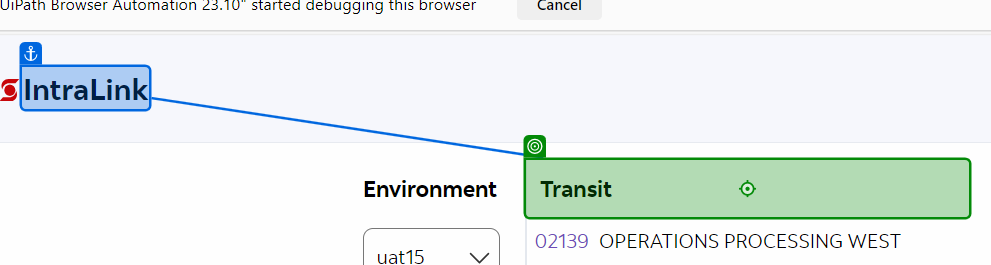 UiPath Browser Automation 23.10" started debugging this browser
Cancel
IntraLink
Environment
Transit
02139 OPERATIONS PROCESSING WEST
uat15